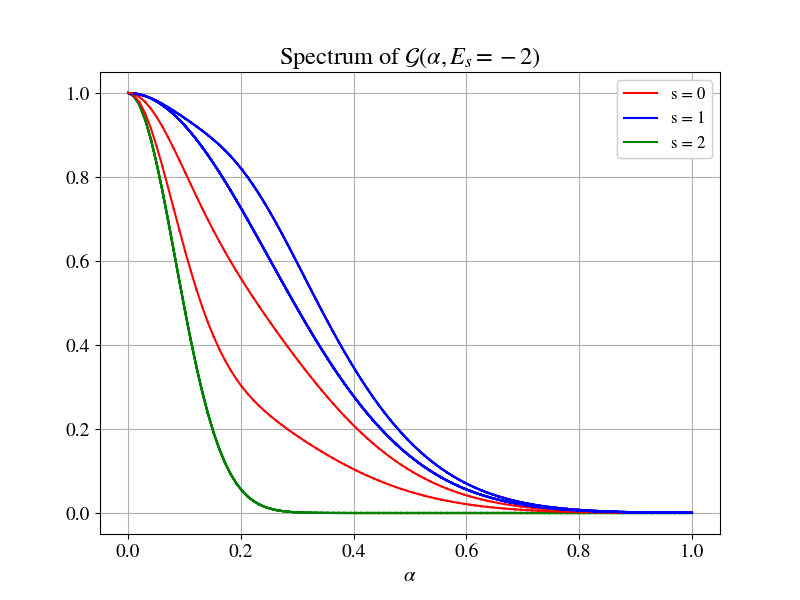 Spectrum of 𝒢(α, E_s = −2)
s = 0
s = 1
s = 2
1.0
0.8
0.6
0.4
0.2
0.0
0.0 0.2 0.4 0.6 0.8 1.0
α